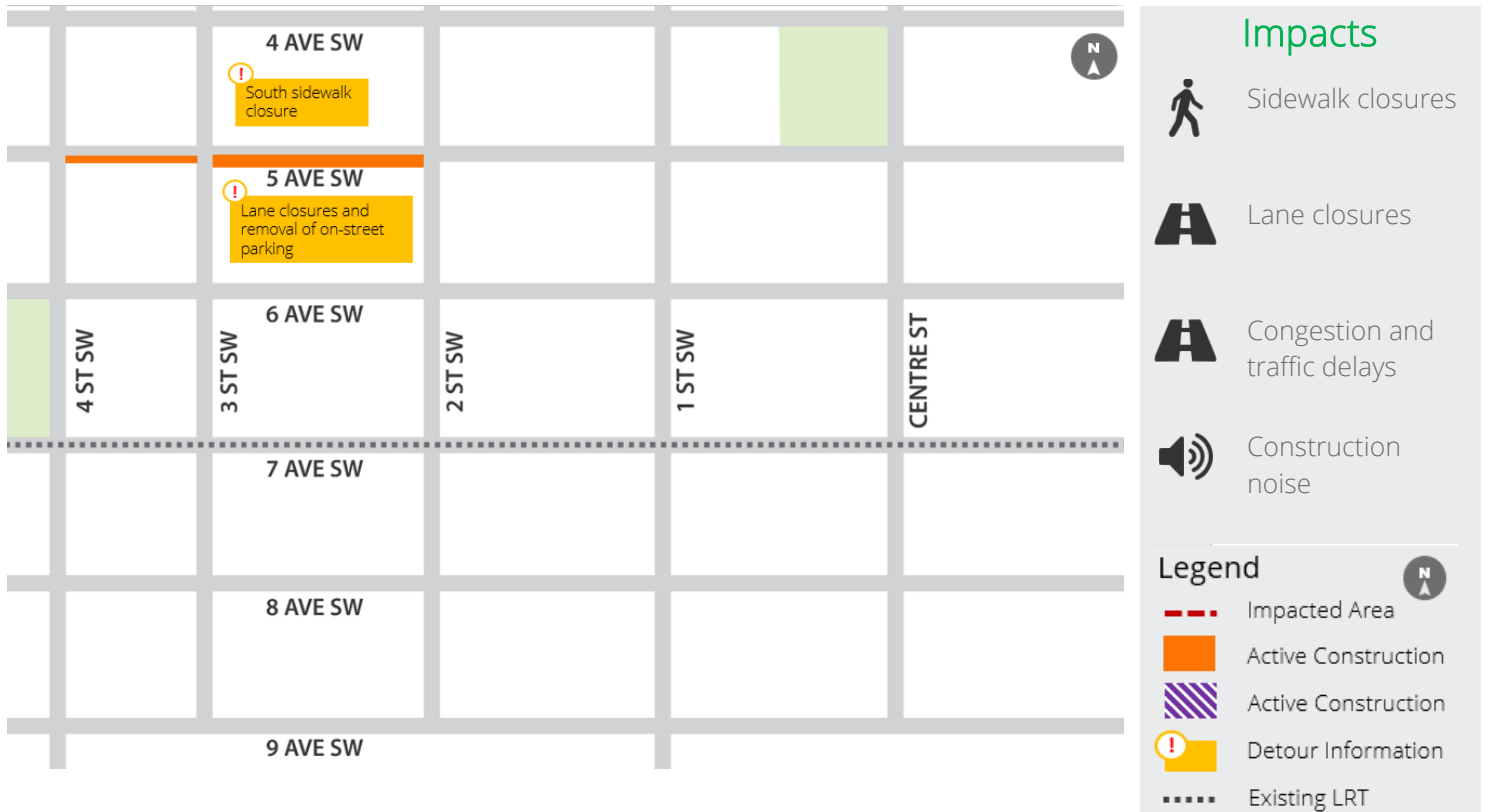 4 AVE SW
N
!
South sidewalk
closure
5 AVE SW
!
Lane closures and
removal of on-street
parking
6 AVE SW
4 ST SW
3 ST SW
2 ST SW
1 ST SW
CENTRE ST
7 AVE SW
8 AVE SW
9 AVE SW
Impacts
Sidewalk closures
Lane closures
Congestion and
traffic delays
Construction
noise
Legend
N
Impacted Area
Active Construction
Active Construction
!
Detour Information
Existing LRT